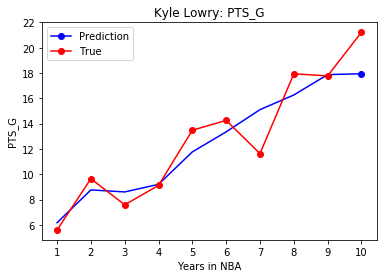 Kyle Lowry: PTS_G
Prediction
True
PTS_G
22
20
18
16
14
12
10
8
6
1 2 3 4 5 6 7 8 9 10
Years in NBA